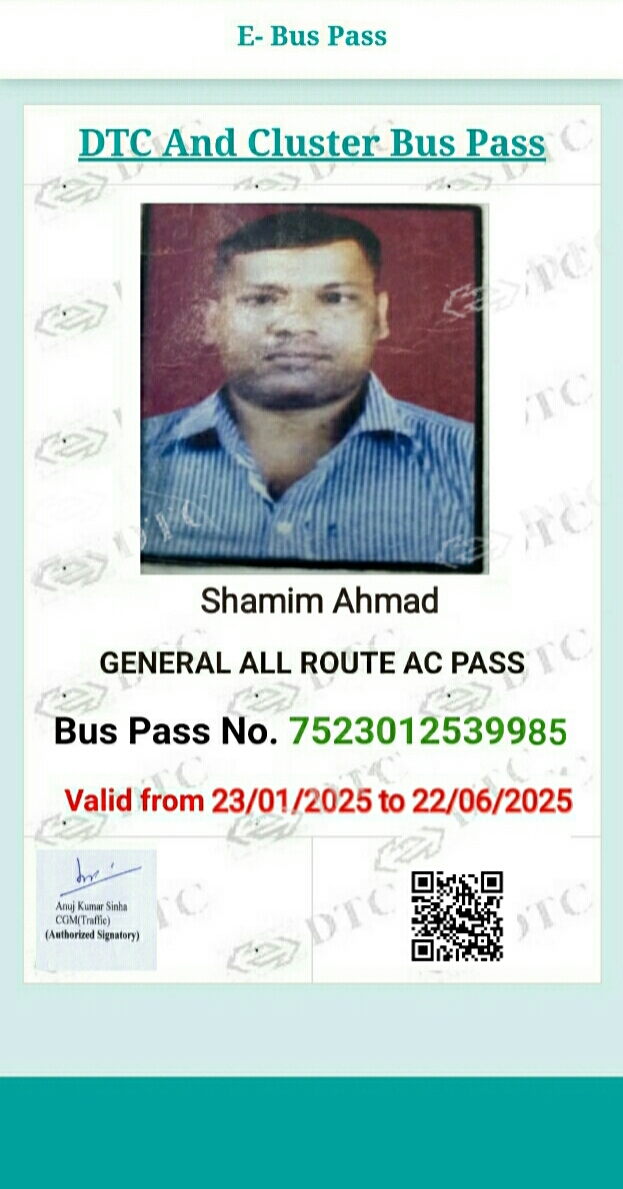 E- Bus Pass
DTC And Cluster Bus Pass
Shamim Ahmad
GENERAL ALL ROUTE AC PASS
Bus Pass No. 7523012539985
Valid from 23/01/2025 to 22/06/2025
Anuj Kumar Sinha
CGM(Traffic)
(Authorized Signatory)
DTC